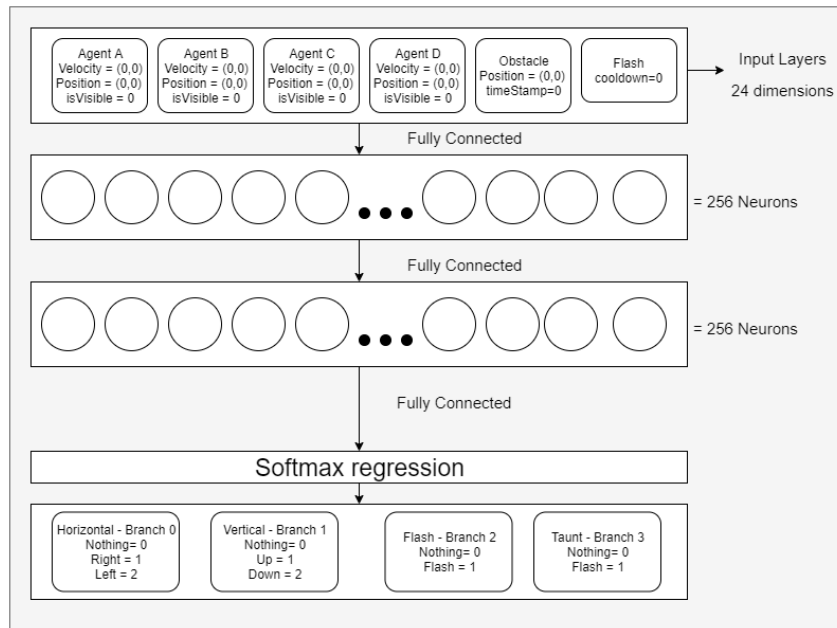 Agent A
Velocity = (0,0)
Position = (0,0)
isVisible = 0
Agent B
Velocity = (0,0)
Position = (0,0)
isVisible = 0
Agent C
Velocity = (0,0)
Position = (0,0)
isVisible = 0
Agent D
Velocity = (0,0)
Position = (0,0)
isVisible = 0
Obstacle
Position = (0,0)
timeStamp=0
Flash
cooldown=0
Input Layers
24 dimensions
Fully Connected
= 256 Neurons
Fully Connected
= 256 Neurons
Fully Connected
Softmax regression
Horizontal - Branch 0
Nothing= 0
Right = 1
Left = 2
Vertical - Branch 1
Nothing= 0
Up = 1
Down = 2
Flash - Branch 2
Nothing= 0
Flash = 1
Taunt - Branch 3
Nothing= 0
Flash = 1